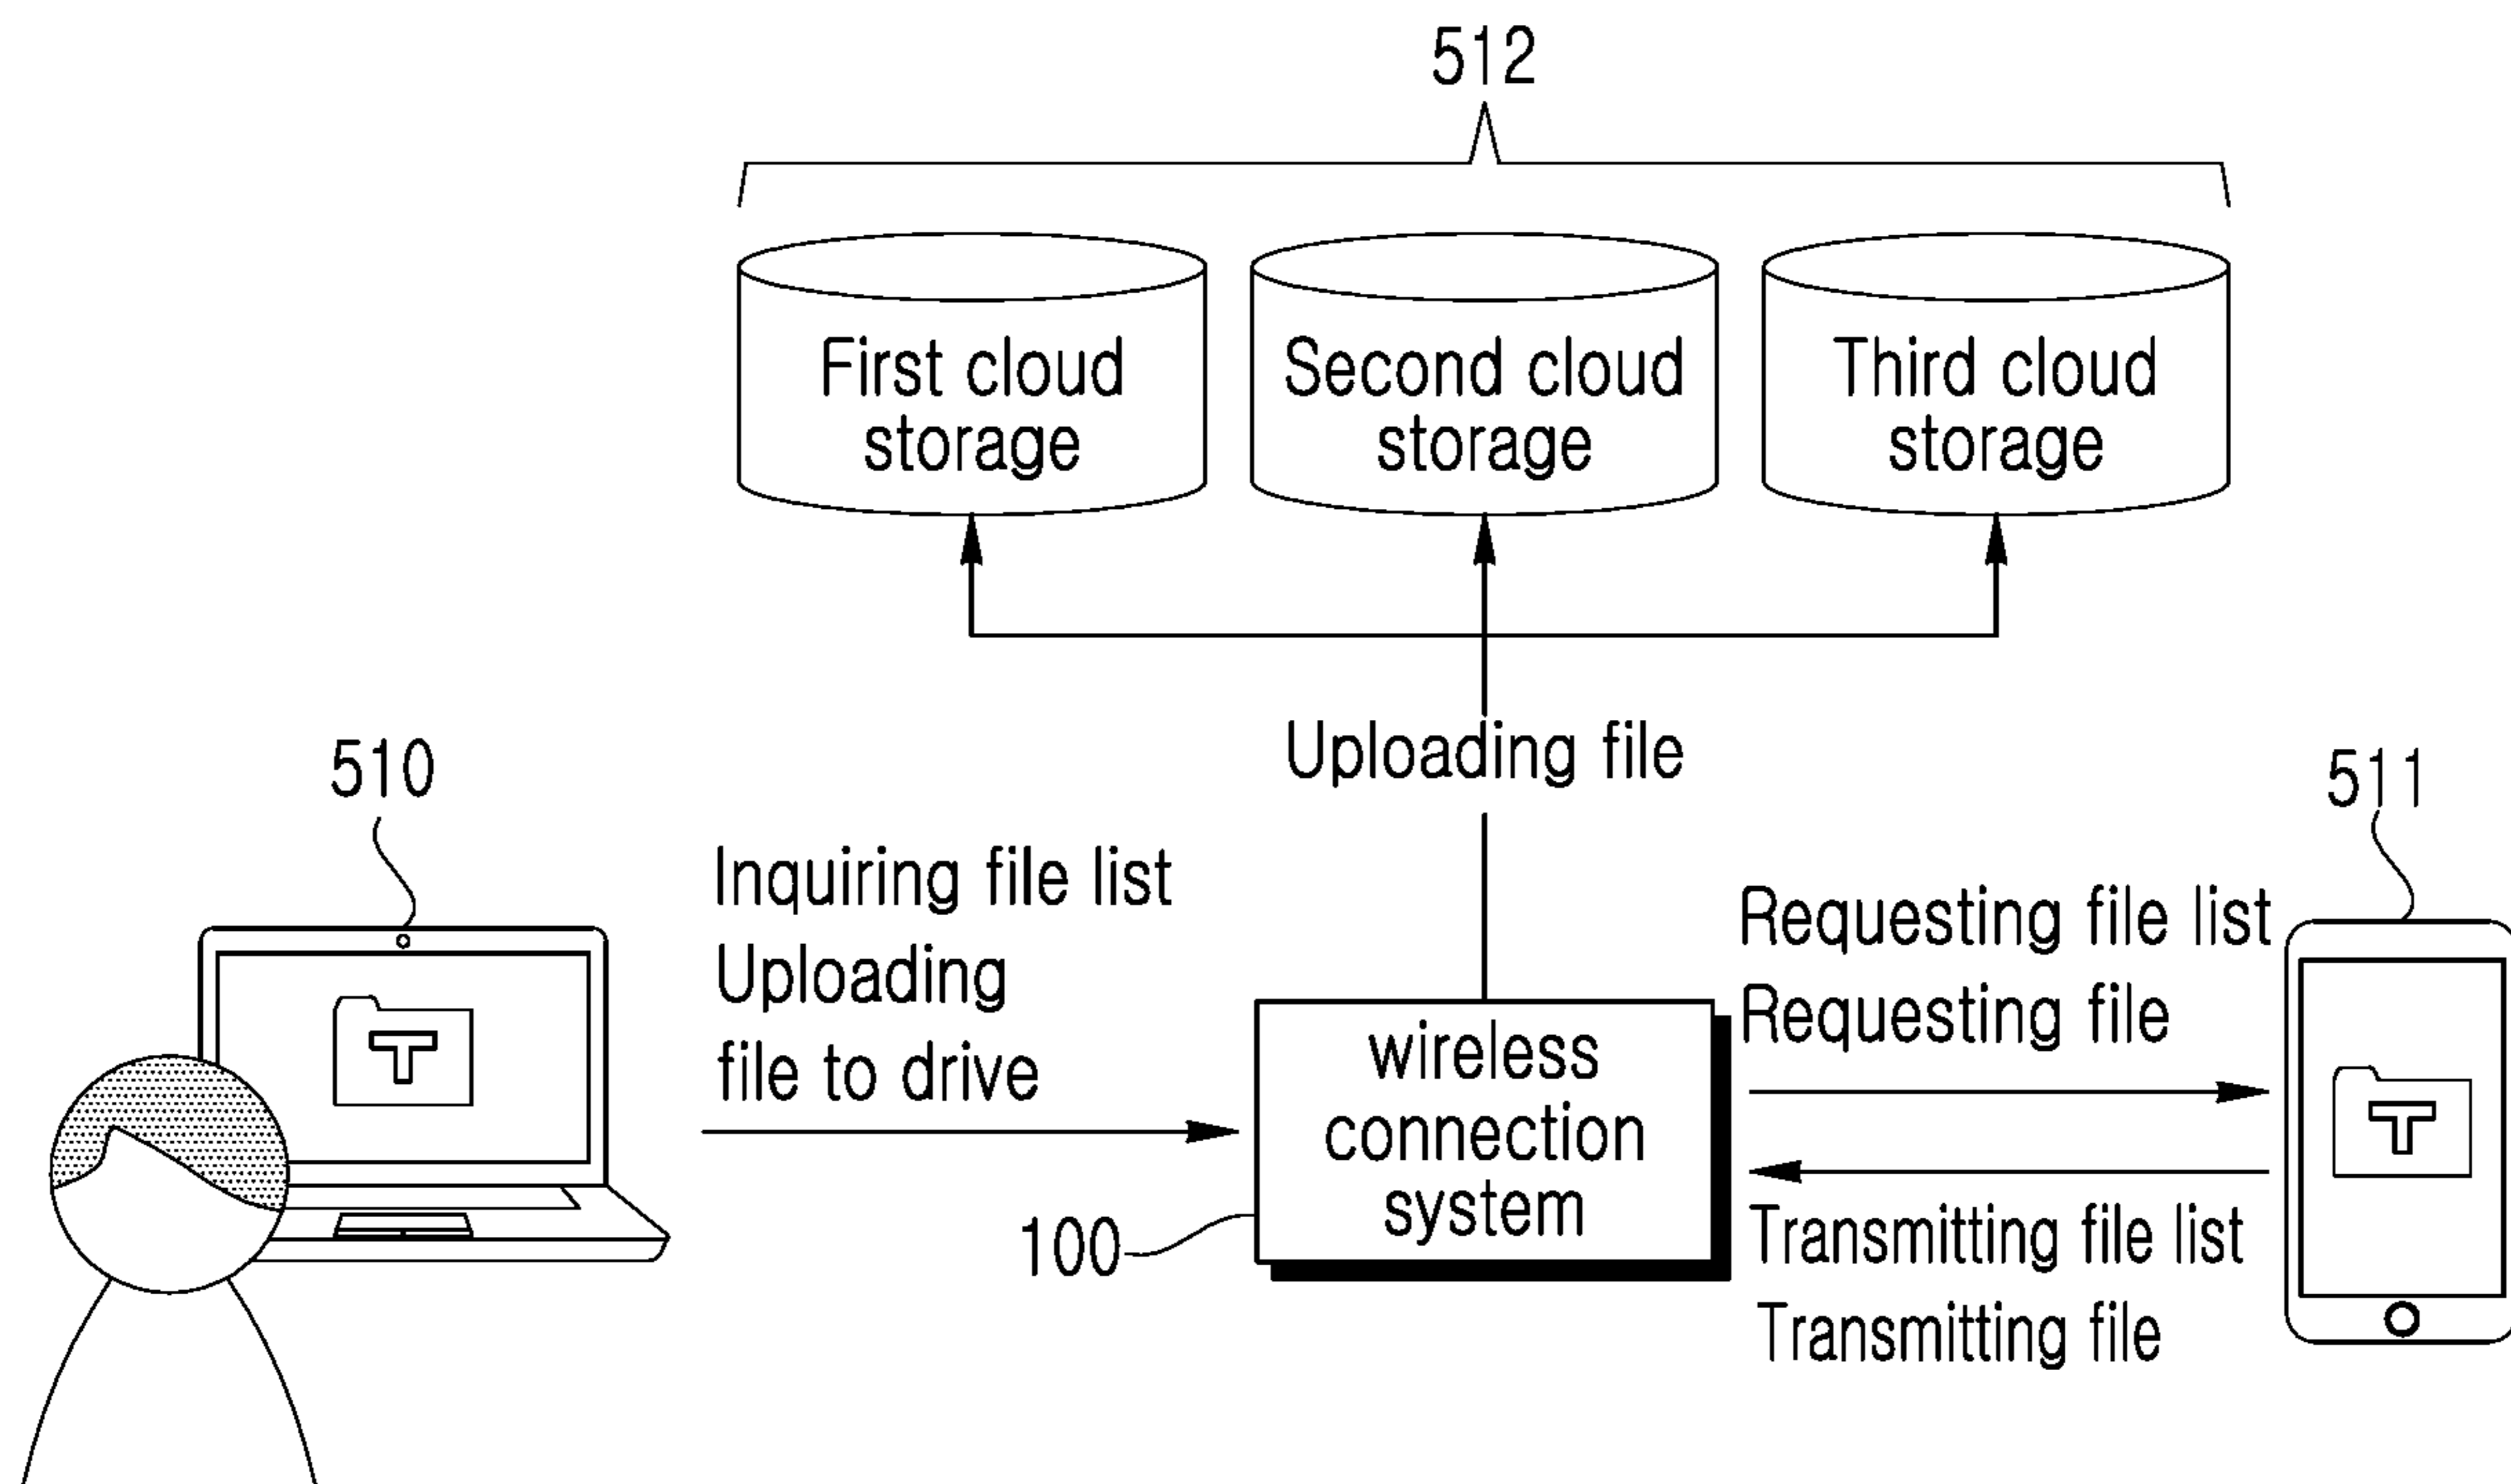 512
First cloud
storage
Second cloud
storage
Third cloud
storage
Uploading file
510
511
Inquiring file list
Uploading
file to drive
T
wireless
connection
system
100
Requesting file list
Requesting file
Transmitting file list
Transmitting file
T